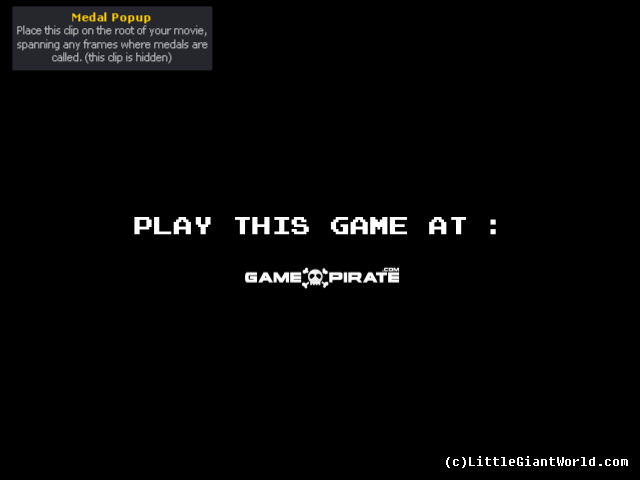 Medal Popup
Place this clip on the root of your movie,
spanning any frames where medals are
called. (this clip is hidden)
PLAY THIS GAME AT :
GAME PIRATE .COM
(c)LittleGiantWorld.com